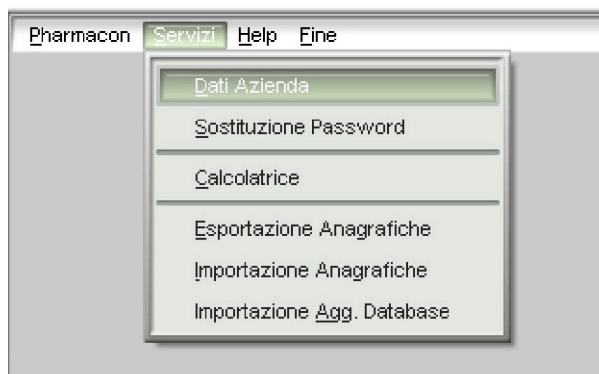 Pharmacon Servizi Help Fine
Dati Azienda
Sostituzione Password
Calcolatrice
Esportazione Anagrafiche
Importazione Anagrafiche
Importazione Agg. Database